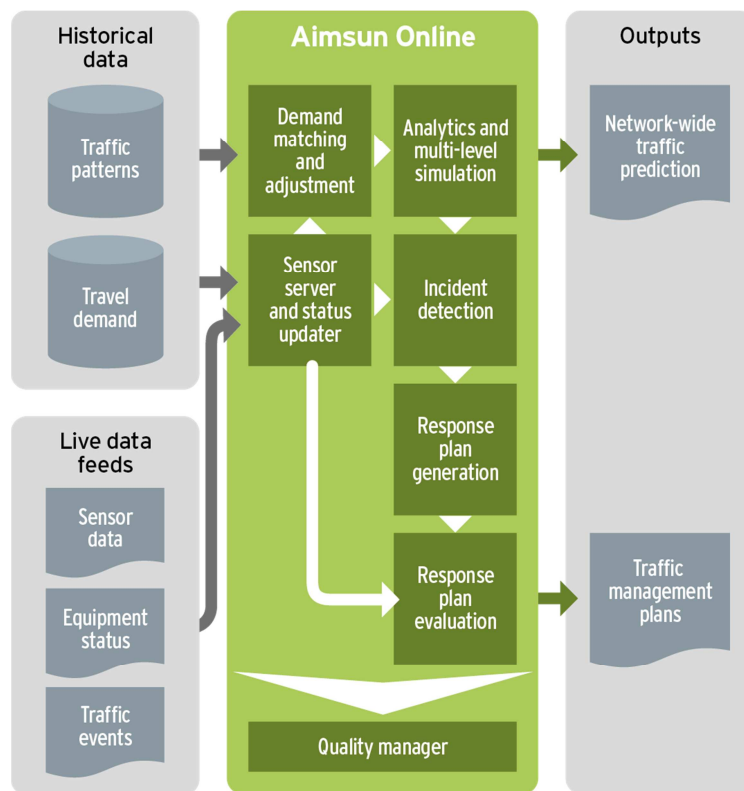 Historical
data
Traffic
patterns
Travel
demand
Live data
feeds
Sensor
data
Equipment
status
Traffic
events
Aimsun Online
Demand
matching
and
adjustment
Analytics and
multi-level
simulation
Sensor
server
and status
updater
Incident
detection
Response
plan
generation
Response
plan
evaluation
Quality manager
Outputs
Network-wide
traffic
prediction
Traffic
management
plans